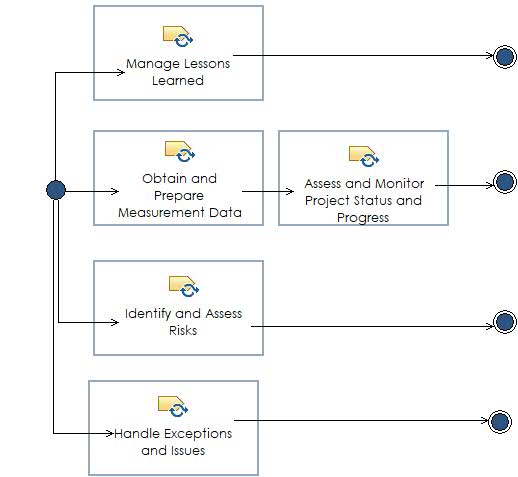 Manage Lessons
Learned
Obtain and
Prepare
Measurement Data
Assess and Monitor
Project Status and
Progress
Identify and Assess
Risks
Handle Exceptions
and Issues